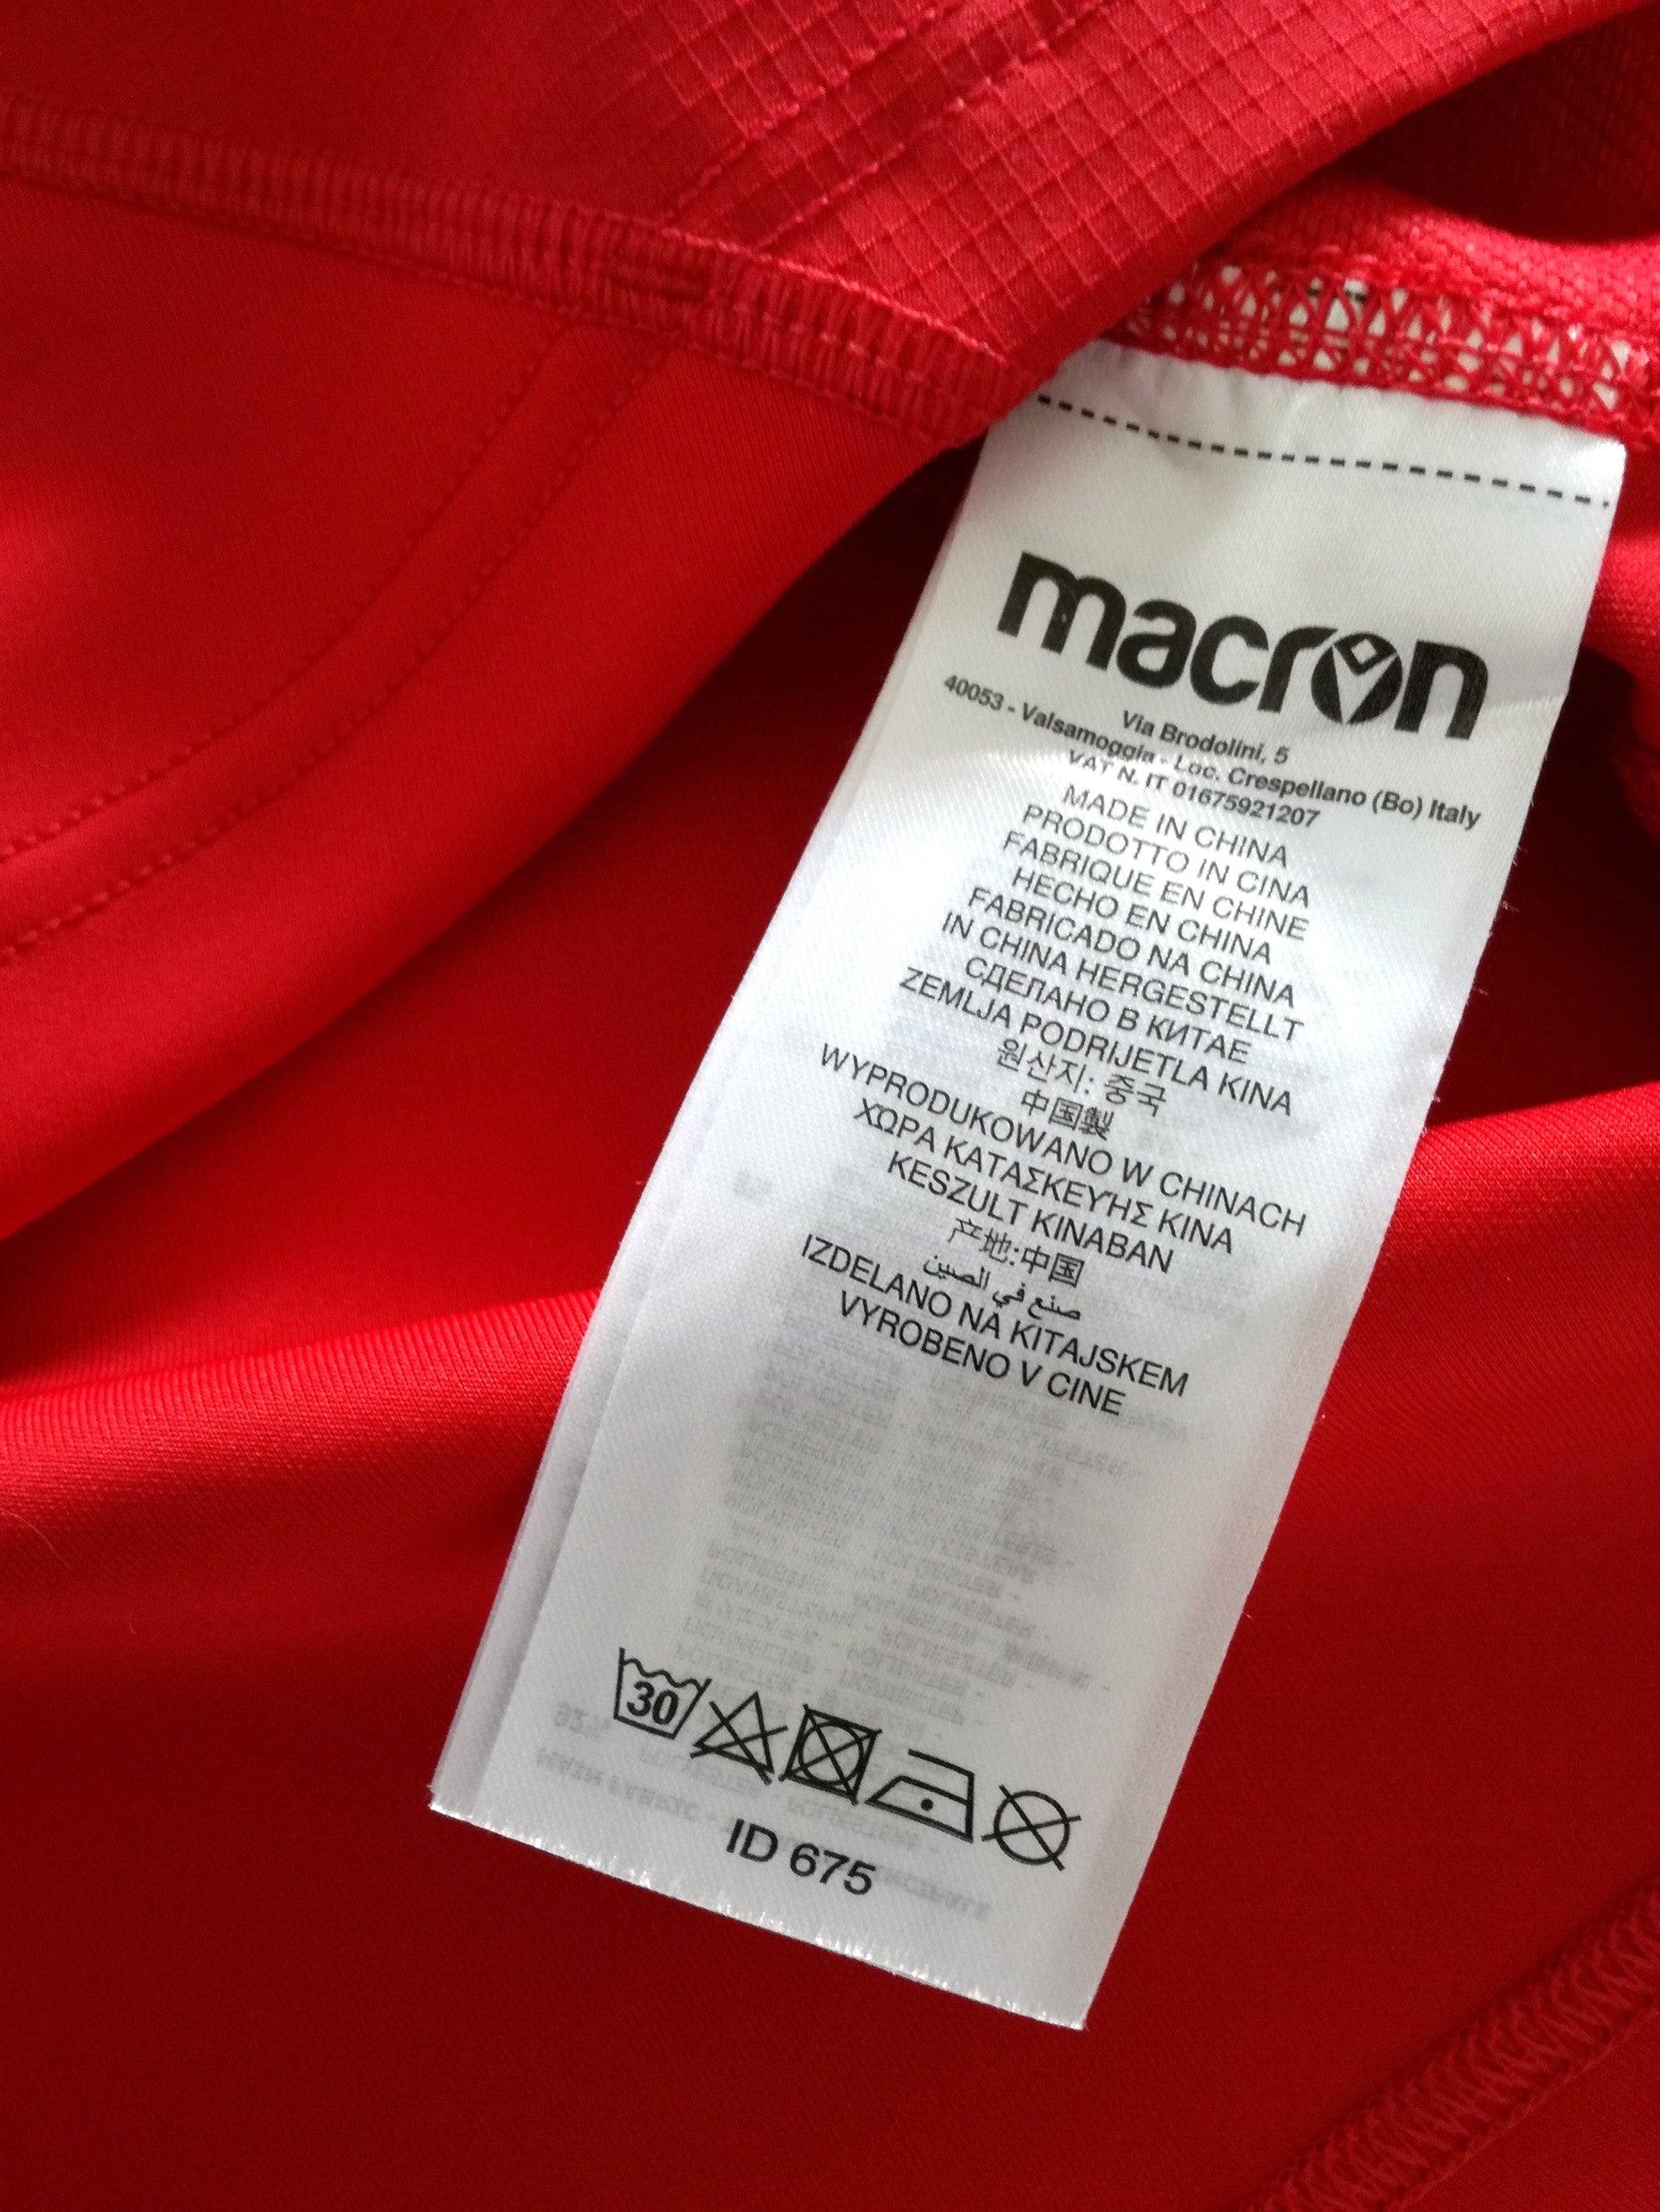 macron
Via Brodolini, 5
40053 - Valsamoggia - Loc. Crespellano (Bo) Italy
VAT N. IT 01675921207
MADE IN CHINA
PRODOTTO IN CINA
FABRIQUE EN CHINE
HECHO EN CHINA
FABRICADO NA CHINA
IN CHINA HERGESTELLT
СДЕЛАНО В КИТАЕ
ZEMLJA PODRIJETLA KINA
원산지: 중국
中国製
WYPRODUKOWANO W CHINACH
ΧΩΡΑ ΚΑΤΑΣΚΕΥΉΣ ΚΙΝΑ
KESZULT KINABAN
产地:中国
صنع في الصين
IZDELANO NA KITAJSKEM
VYROBENO V CINE
30
ID 675